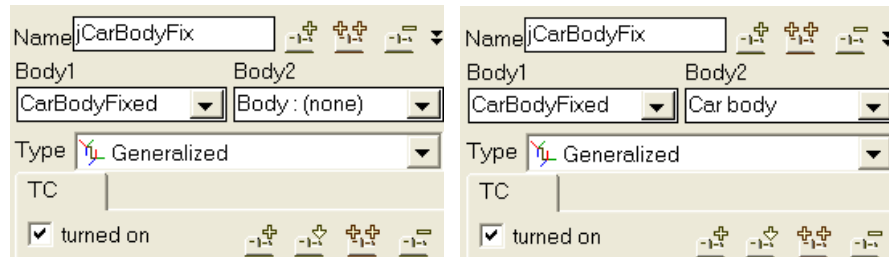 Name jCarBodyFix
Body1 Body2
CarBodyFixed Body : (none)
Type Generalized
TC
turned on
Name jCarBodyFix
Body1 Body2
CarBodyFixed Car body
Type Generalized
TC
turned on